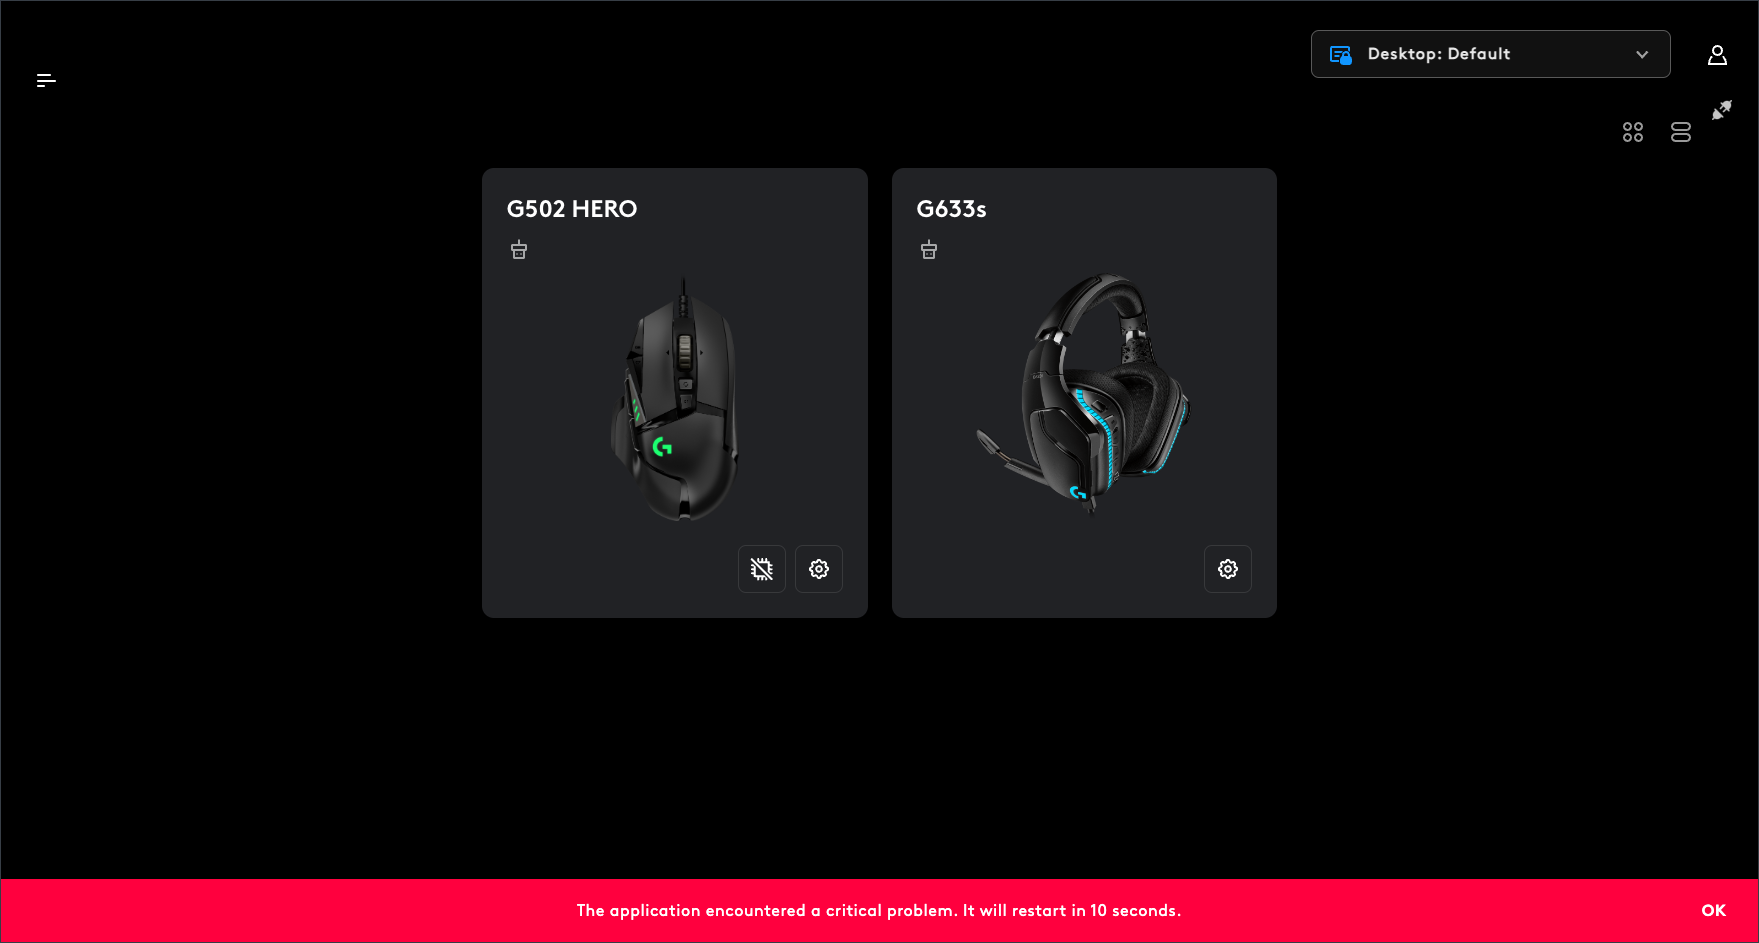 Desktop: Default
G502 HERO
G633s
The application encountered a critical problem. It will restart in 10 seconds.
OK